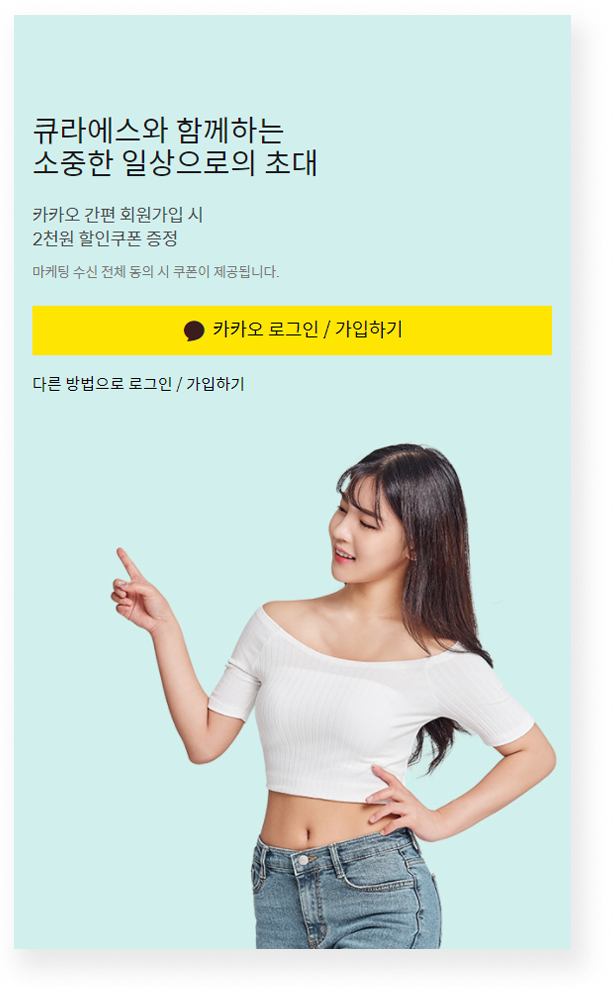 큐라에스와 함께하는
소중한 일상으로의 초대
카카오 간편 회원가입 시
2천원 할인쿠폰 증정
마케팅 수신 전체 동의 시 쿠폰이 제공됩니다.
카카오 로그인 / 가입하기
다른 방법으로 로그인 / 가입하기